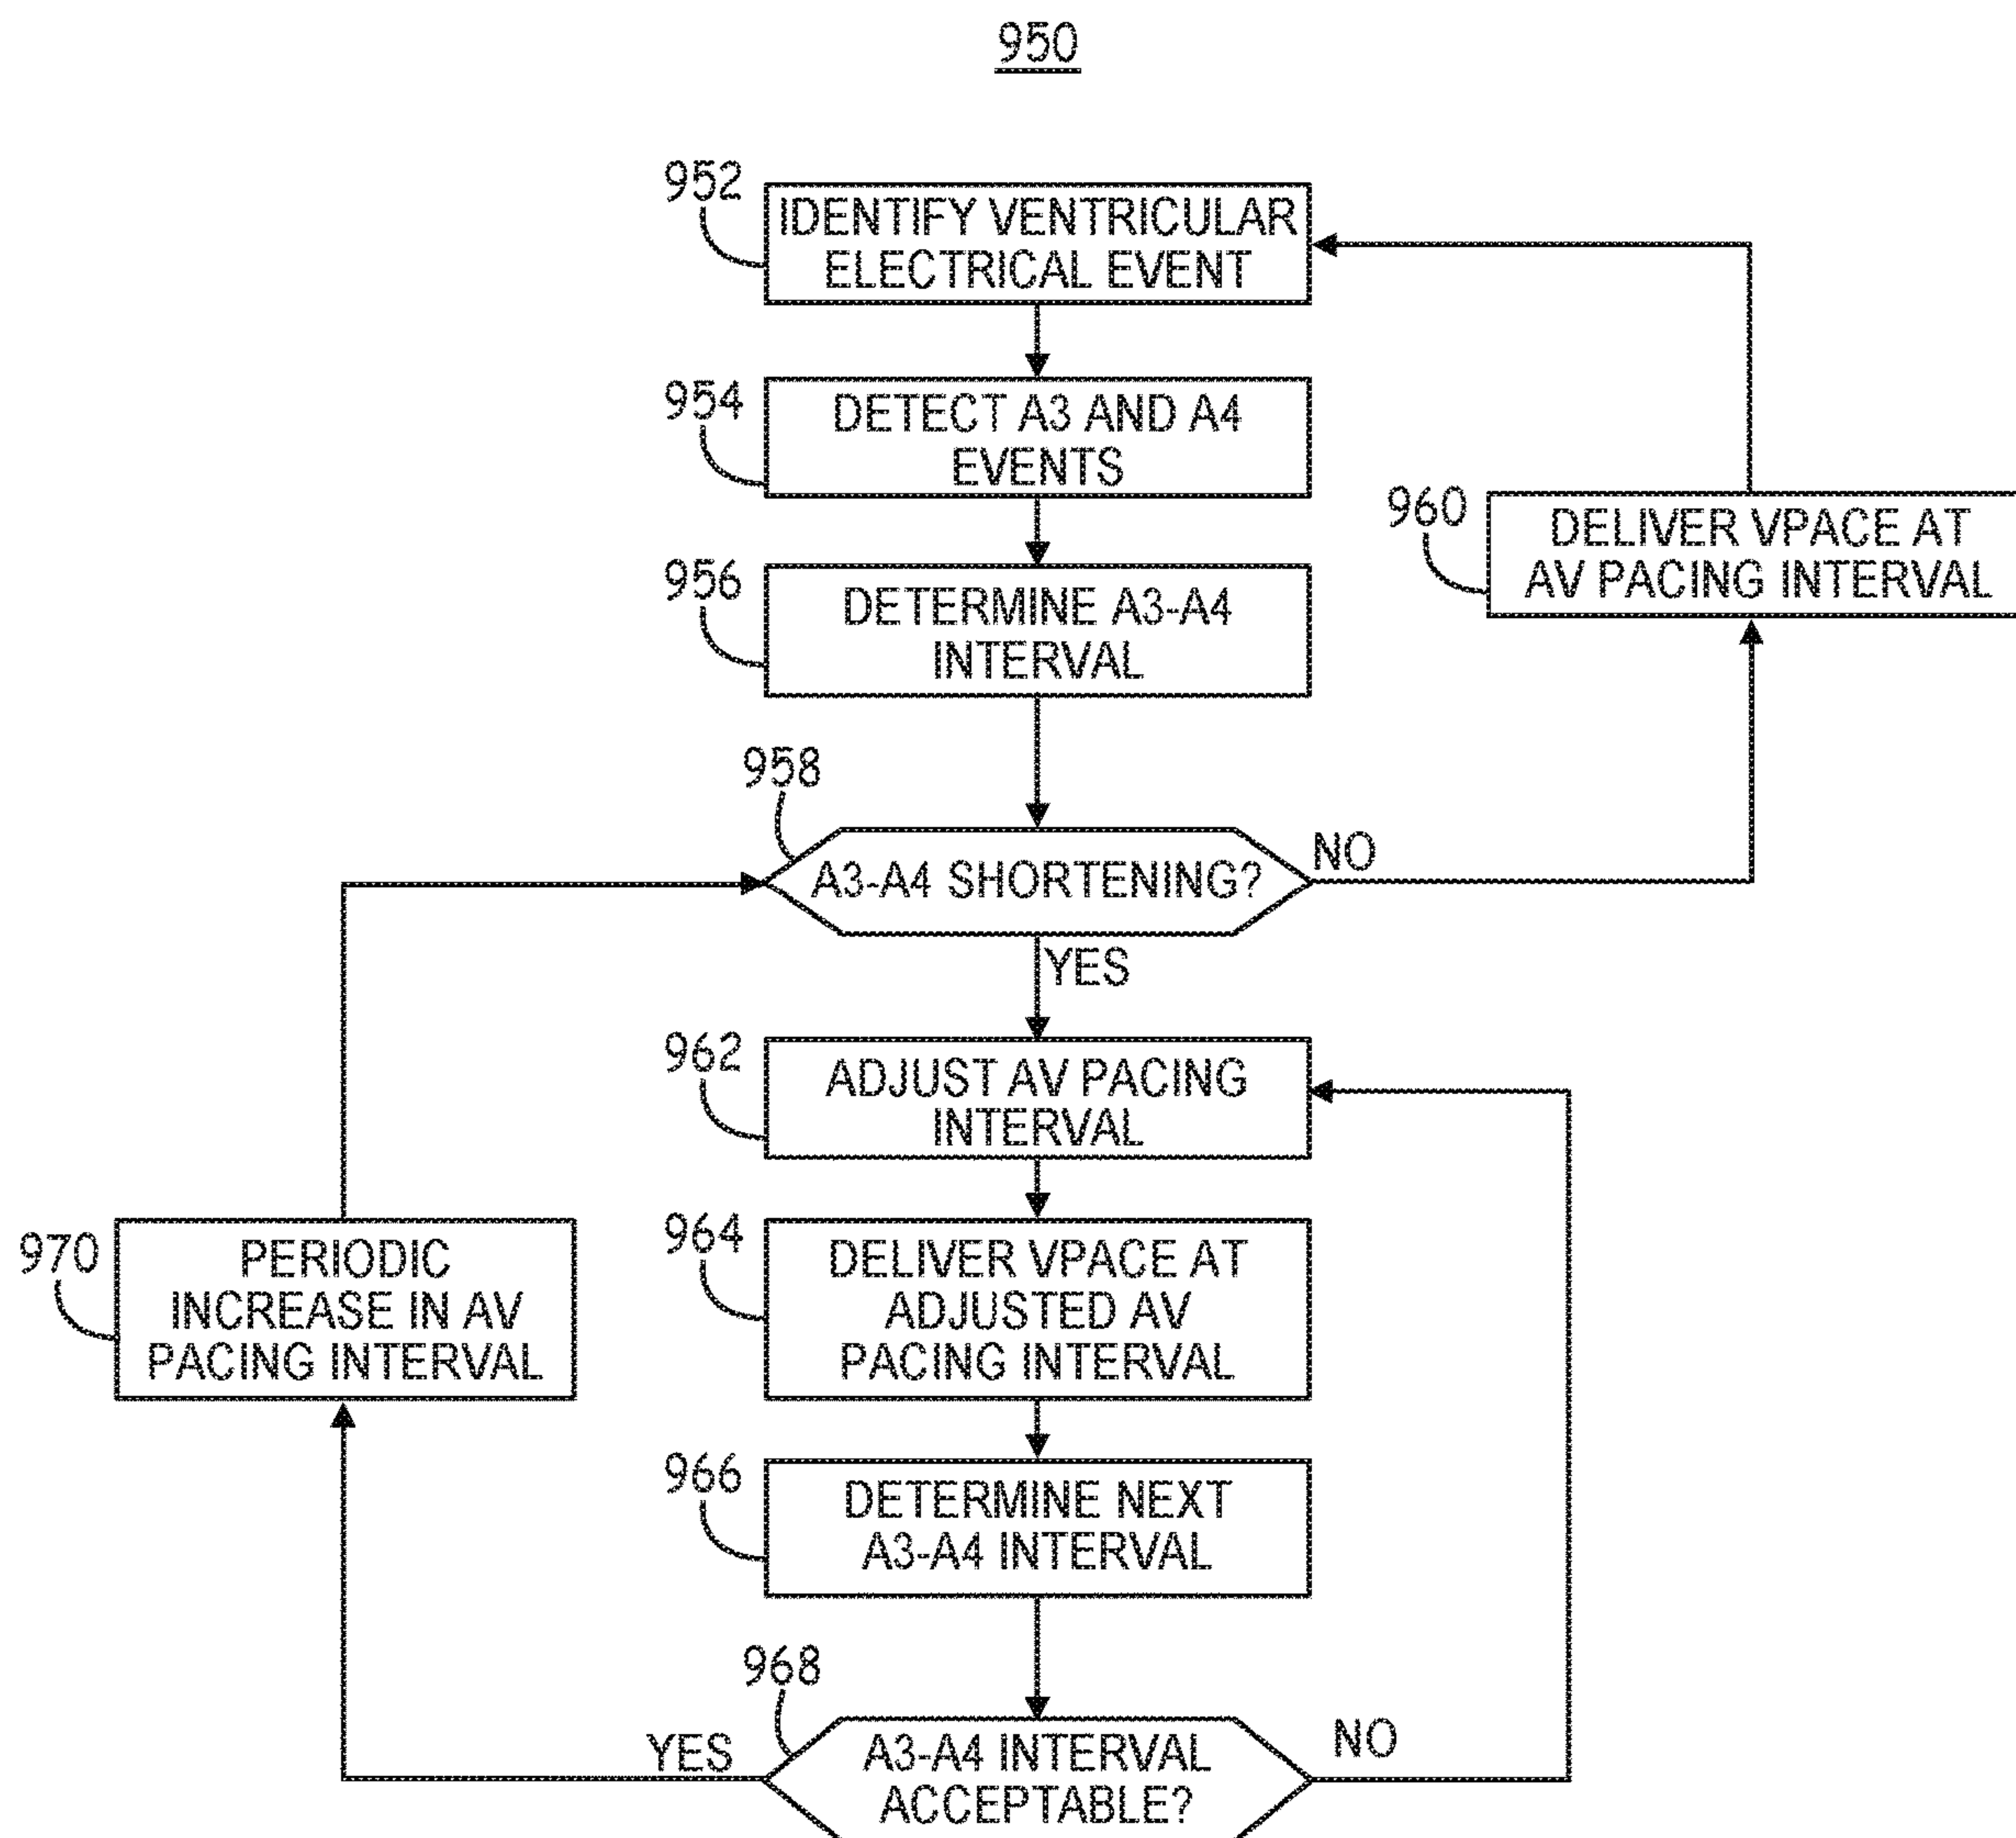 950
952
IDENTIFY VENTRICULAR
ELECTRICAL EVENT
954
DETECT A3 AND A4
EVENTS
960
DELIVER VPACE AT
AV PACING INTERVAL
956
DETERMINE A3-A4
INTERVAL
958
A3-A4 SHORTENING?
NO
YES
962
ADJUST AV PACING
INTERVAL
970
PERIODIC
INCREASE IN AV
PACING INTERVAL
964
DELIVER VPACE AT
ADJUSTED AV
PACING INTERVAL
966
DETERMINE NEXT
A3-A4 INTERVAL
968
YES
A3-A4 INTERVAL
ACCEPTABLE?
NO